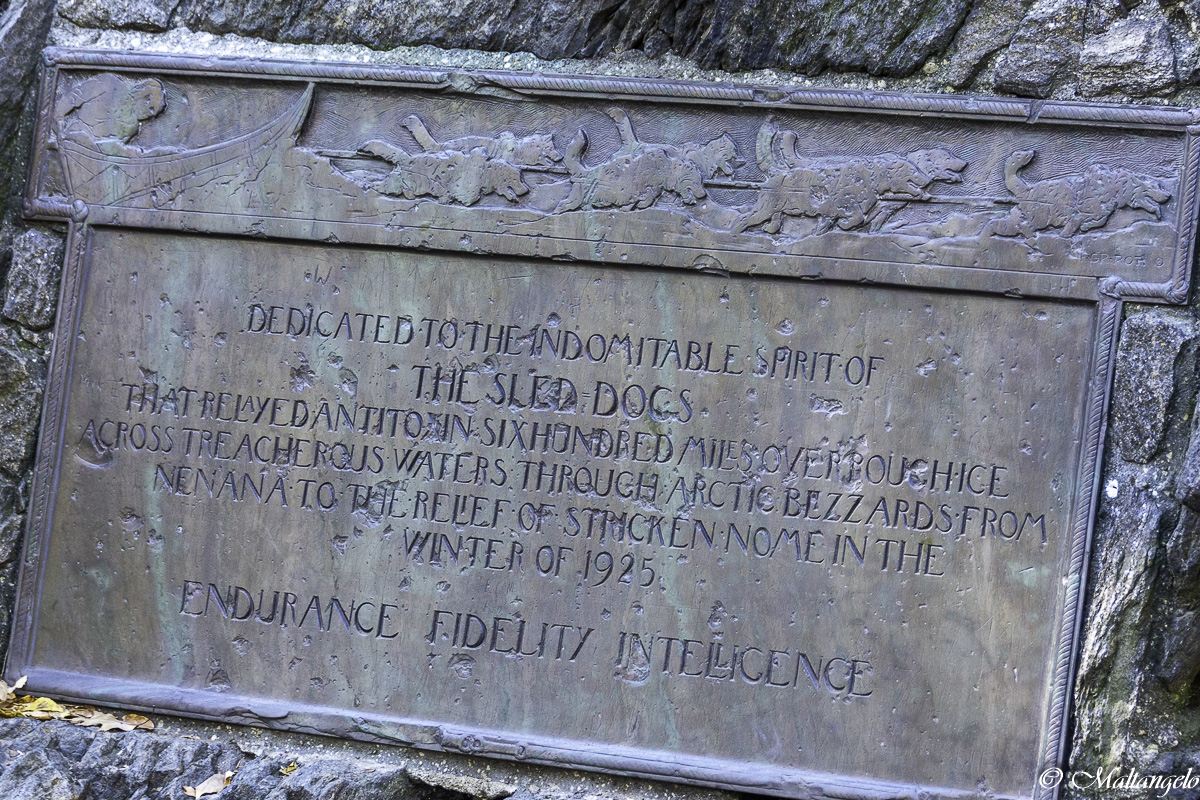 DEDICATED TO THE INDOMITABLE SPIRIT OF
THE SLED DOGS
THAT RELAYED ANTITOXIN SIX HUNDRED MILES OVER ROUGH ICE
ACROSS TREACHEROUS WATERS THROUGH ARCTIC BEZZARDS FROM
NENANA TO THE RELIEF OF STRICKEN NOME IN THE
WINTER OF 1925
ENDURANCE FIDELITY INTELLIGENCE
© Maltangelo